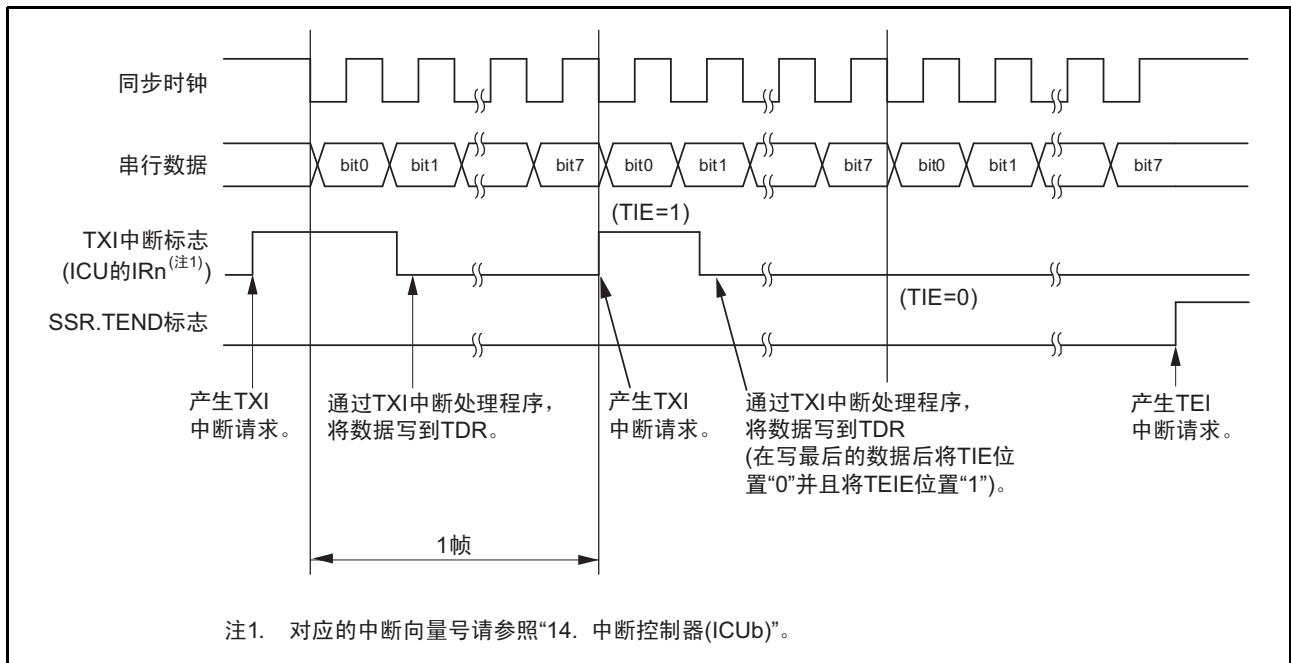 同步时钟
串行数据
bit0 bit1 bit7 bit0 bit1 bit7 bit0 bit1 bit7
(TIE=1)
TXI中断标志
(ICU的IRn(注1))
(TIE=0)
SSR.TEND标志
产生TXI
中断请求。
通过TXI中断处理程序，
将数据写到TDR。
产生TXI
中断请求。
通过TXI中断处理程序，
将数据写到TDR
(在写最后的数据后将TIE位
置“0”并且将TEIE位置“1”)。
产生TEI
中断请求。
1帧
注1. 对应的中断向量号请参照“14. 中断控制器(ICUb)”。